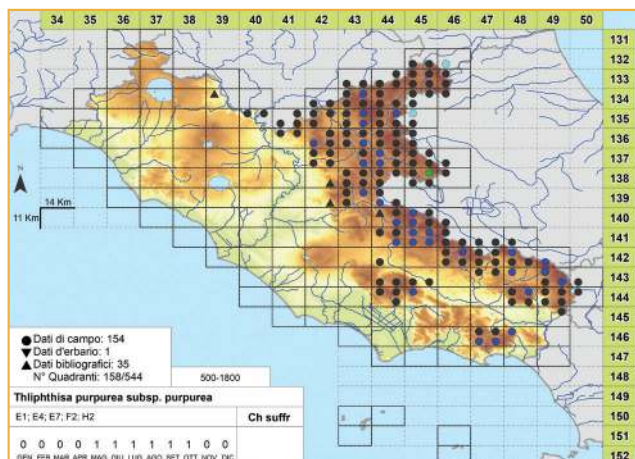 34 35 36 37 38 39 40 41 42 43 44 45 46 47 48 49 50
131
132
133
134
135
136
137
138
139
140
141
142
143
144
145
146
147
148
149
150
151
152
N
14 Km
11 Km
Dati di campo: 154
Dati d'erbario: 1
Dati bibliografici: 35
N° Quadranti: 158/544
500-1800
Thliphthisa purpurea subsp. purpurea
E1; E4; E7; F2; H2
Ch suffr
0 0 0 0 1 1 1 1 1 1 0 0
GEN FEB MAR APR MAG GIU LUG AGO SET OTT NOV DIC